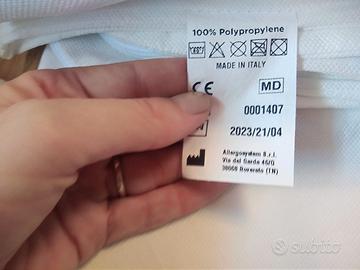 100% Polypropylene
MADE IN ITALY
CE MD
0001407
2023/21/04
Allergosystem S.r.l.
Via del Garda 46/G
38068 Rovereto (TN)
subito